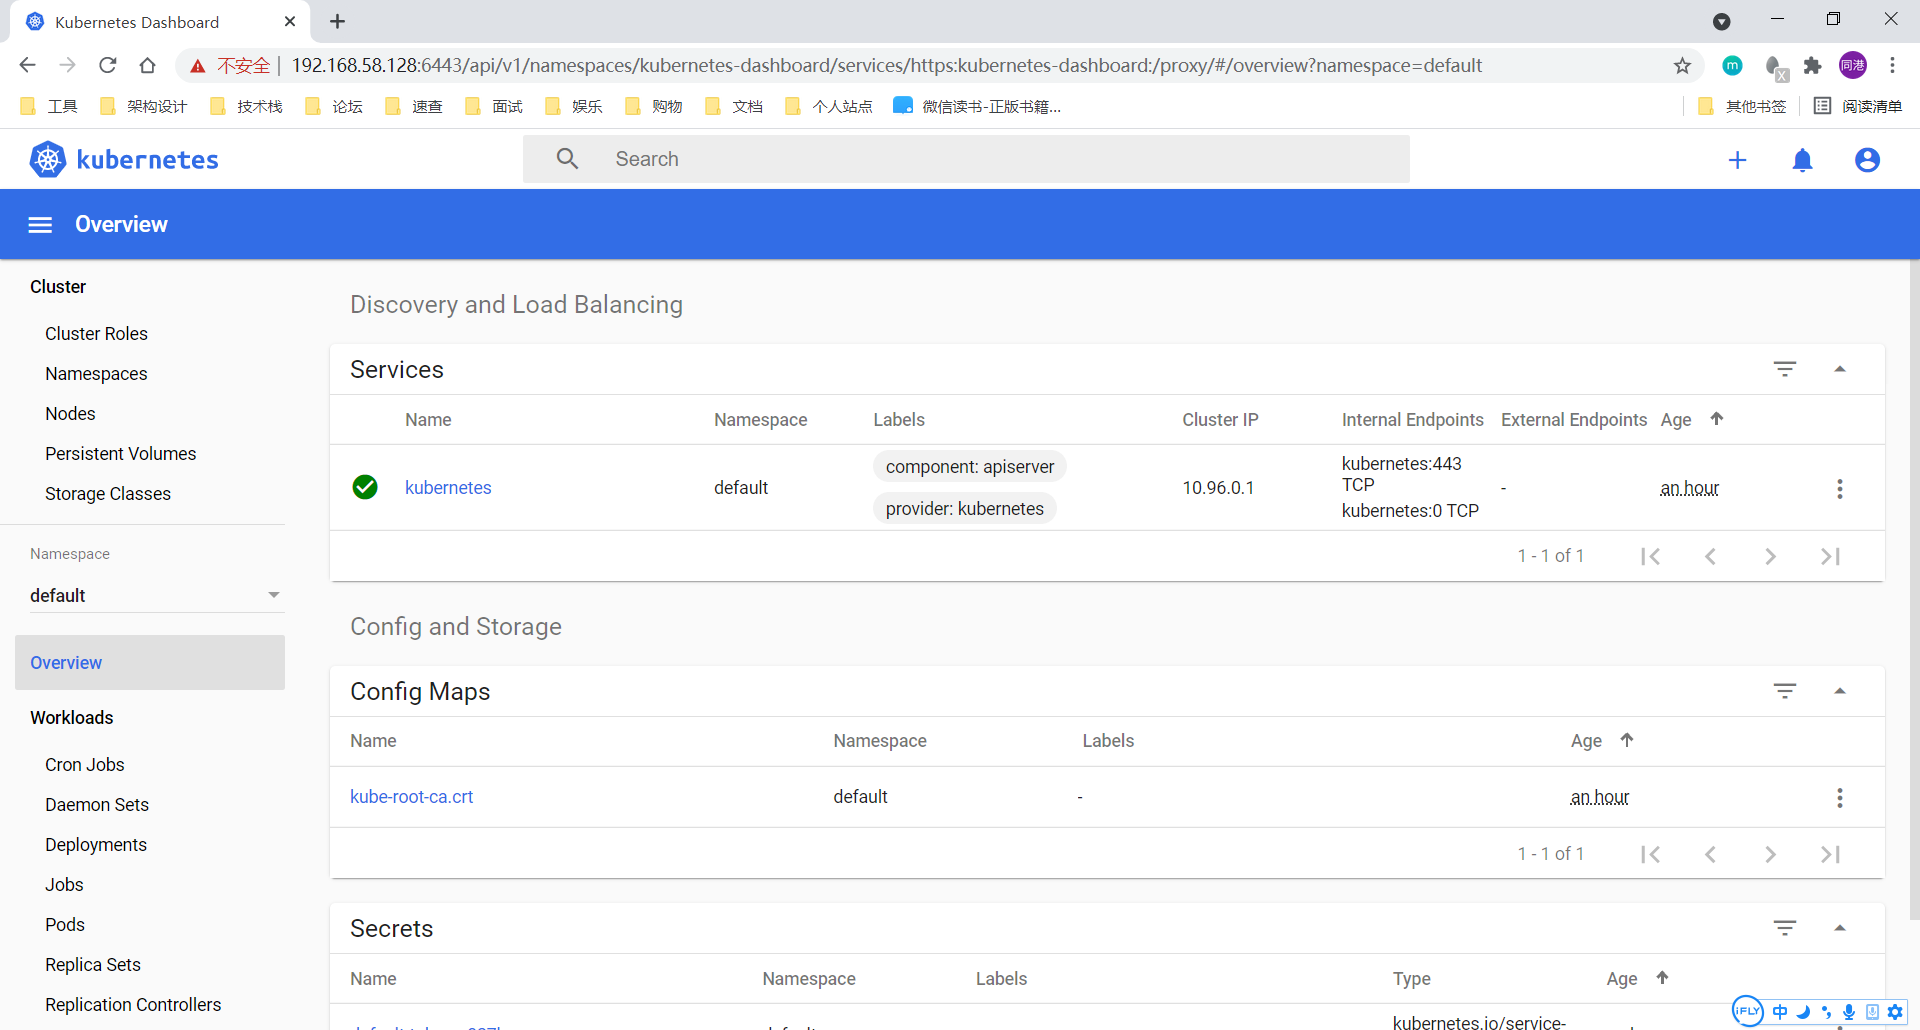 Kubernetes Dashboard
不安全 | 192.168.58.128:6443/api/v1/namespaces/kubernetes-dashboard/services/https:kubernetes-dashboard:/proxy/#/overview?namespace=default
m
X
同港
工具 架构设计 技术栈 论坛 速查 面试 娱乐 购物 文档 个人站点 微信读书-正版书籍... 其他书签 阅读清单
kubernetes
Search
Overview
Cluster
Cluster Roles
Namespaces
Nodes
Persistent Volumes
Storage Classes
Namespace
default
Overview
Workloads
Cron Jobs
Daemon Sets
Deployments
Jobs
Pods
Replica Sets
Replication Controllers
Discovery and Load Balancing
Services
Name Namespace Labels Cluster IP Internal Endpoints External Endpoints Age
kubernetes default component: apiserver provider: kubernetes 10.96.0.1 kubernetes:443 TCP kubernetes:0 TCP - an hour
1 - 1 of 1
Config and Storage
Config Maps
Name Namespace Labels Age
kube-root-ca.crt default - an hour
1 - 1 of 1
Secrets
Name Namespace Labels Type Age
kubernetes.io/service-
iFLY 中